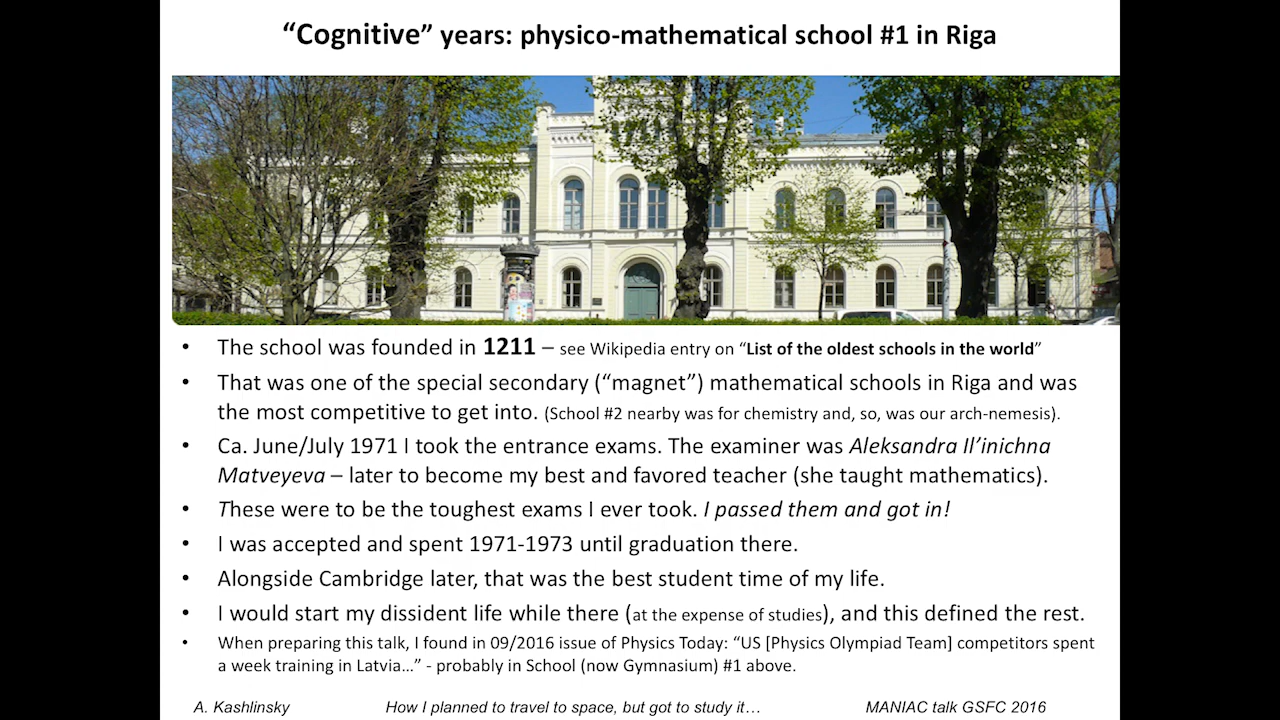 “Cognitive” years: physico-mathematical school #1 in Riga
• The school was founded in 1211 – see Wikipedia entry on “List of the oldest schools in the world”
• That was one of the special secondary (“magnet”) mathematical schools in Riga and was
the most competitive to get into. (School #2 nearby was for chemistry and, so, was our arch-nemesis).
• Ca. June/July 1971 I took the entrance exams. The examiner was Aleksandra Il’inichna
Matveyeva – later to become my best and favored teacher (she taught mathematics).
• These were to be the toughest exams I ever took. I passed them and got in!
• I was accepted and spent 1971-1973 until graduation there.
• Alongside Cambridge later, that was the best student time of my life.
• I would start my dissident life while there (at the expense of studies), and this defined the rest.
• When preparing this talk, I found in 09/2016 issue of Physics Today: “US [Physics Olympiad Team] competitors spent
a week training in Latvia…” - probably in School (now Gymnasium) #1 above.
A. Kashlinsky How I planned to travel to space, but got to study it… MANIAC talk GSFC 2016